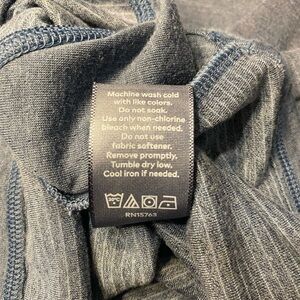 Machine wash cold
with like colors.
Do not soak.
Use only non-chlorine
bleach when needed.
Do not use
fabric softener.
Remove promptly.
Tumble dry low.
Cool iron if needed.
RN15763